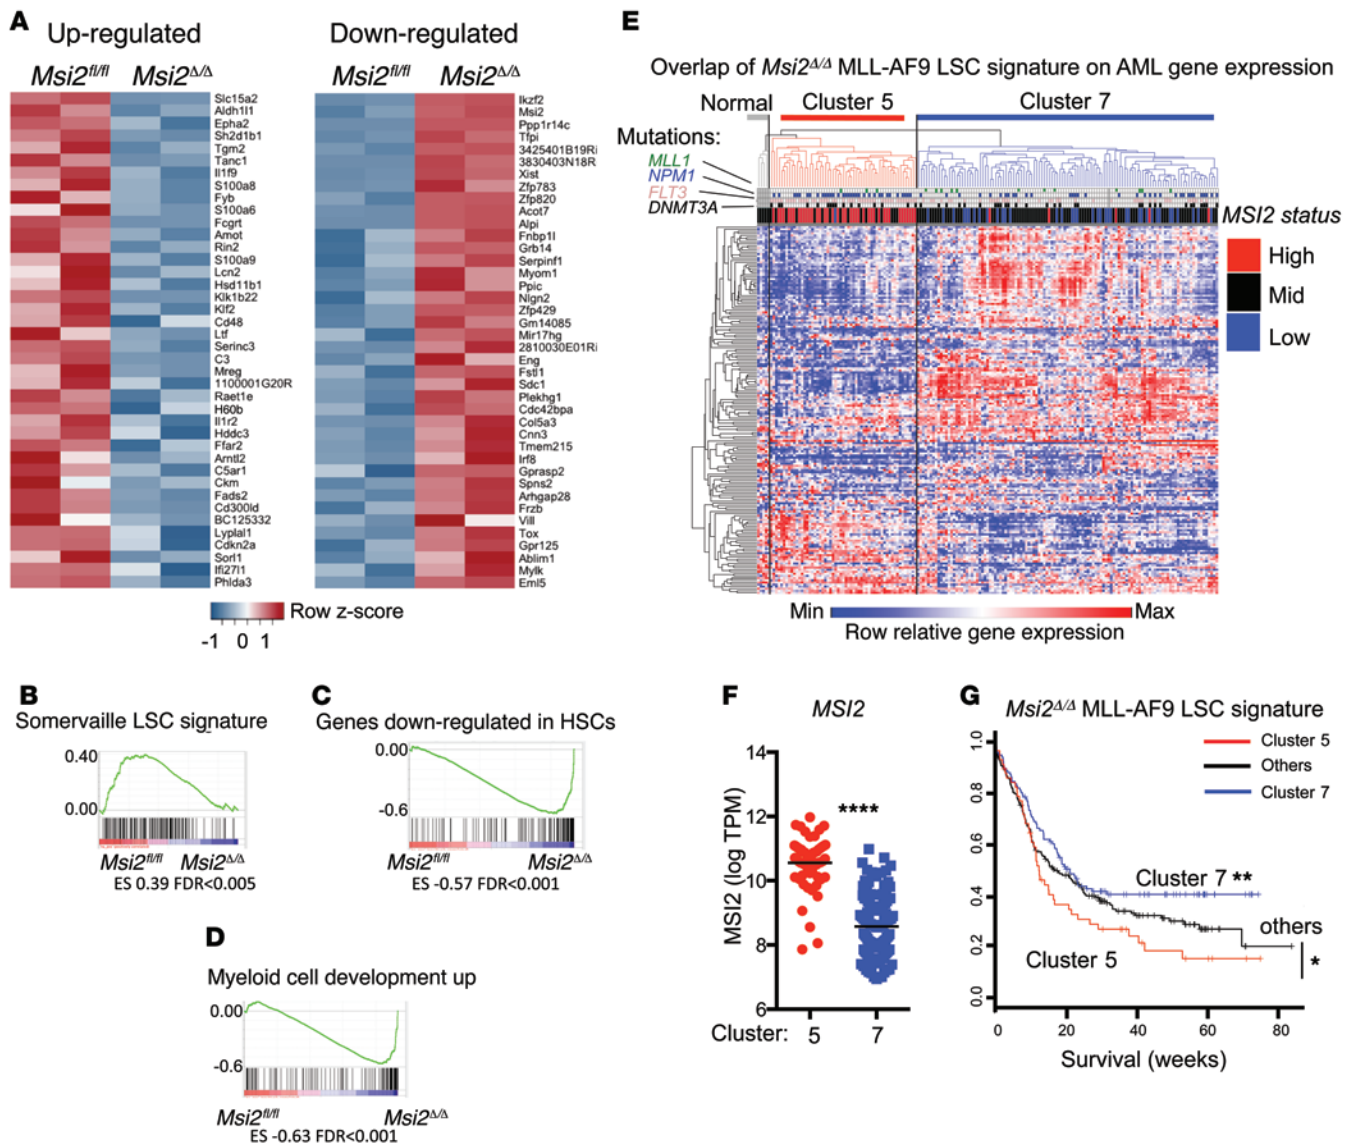 A
Up-regulated
Down-regulated
Msi2fl/fl
Msi2Δ/Δ
Msi2fl/fl
Msi2Δ/Δ
Slc15a2
Aldh1l1
Epha2
Sh2d1b1
Tgm2
Tanc1
Il1f9
S100a8
Fyb
S100a6
Fcgrt
Amot
Rin2
S100a9
Lcn2
Hsd11b1
Klk1b22
Klf2
Cd48
Ltf
Serinc3
C3
Mreg
1100001G20R
Raet1e
H60b
Il1r2
Hddc3
Ffar2
Arntl2
C5ar1
Ckm
Fads2
Cd300ld
BC125332
Lyplal1
Cdkn2a
Sorl1
Ifi27l1
Phlda3
Ikzf2
Msi2
Ppp1r14c
Tfpi
3425401B19Ri
3830403N18R
Xist
Zfp783
Zfp820
Acot7
Alpi
Fnbp1l
Grb14
Serpinf1
Myom1
Ppic
Nlgn2
Zfp429
Gm14085
Mir17hg
2810030E01Ri
Eng
Fstl1
Sdc1
Plekhg1
Cdc42bpa
Col5a3
Cnn3
Tmem215
Irf8
Gprasp2
Spns2
Arhgap28
Frzb
Vill
Tox
Gpr125
Ablim1
Mylk
Eml5
Row z-score
-1 0 1
E
Overlap of Msi2Δ/Δ MLL-AF9 LSC signature on AML gene expression
Normal
Cluster 5
Cluster 7
Mutations:
MLL1
NPM1
FLT3
DNMT3A
MSI2 status
High
Mid
Low
Min
Max
Row relative gene expression
B
Somervaille LSC signature
0.40
0.00
Msi2fl/fl
Msi2Δ/Δ
ES 0.39 FDR<0.005
C
Genes down-regulated in HSCs
0.00
-0.6
Msi2fl/fl
Msi2Δ/Δ
ES -0.57 FDR<0.001
D
Myeloid cell development up
0.00
-0.6
Msi2fl/fl
Msi2Δ/Δ
ES -0.63 FDR<0.001
F
MSI2
14
12
10
8
6
MSI2 (log TPM)
****
Cluster: 5 7
G
Msi2Δ/Δ MLL-AF9 LSC signature
Cluster 5
Others
Cluster 7
1.0
0.8
0.6
0.4
0.2
0.0
Cluster 7 **
others
*
Cluster 5
0 20 40 60 80
Survival (weeks)